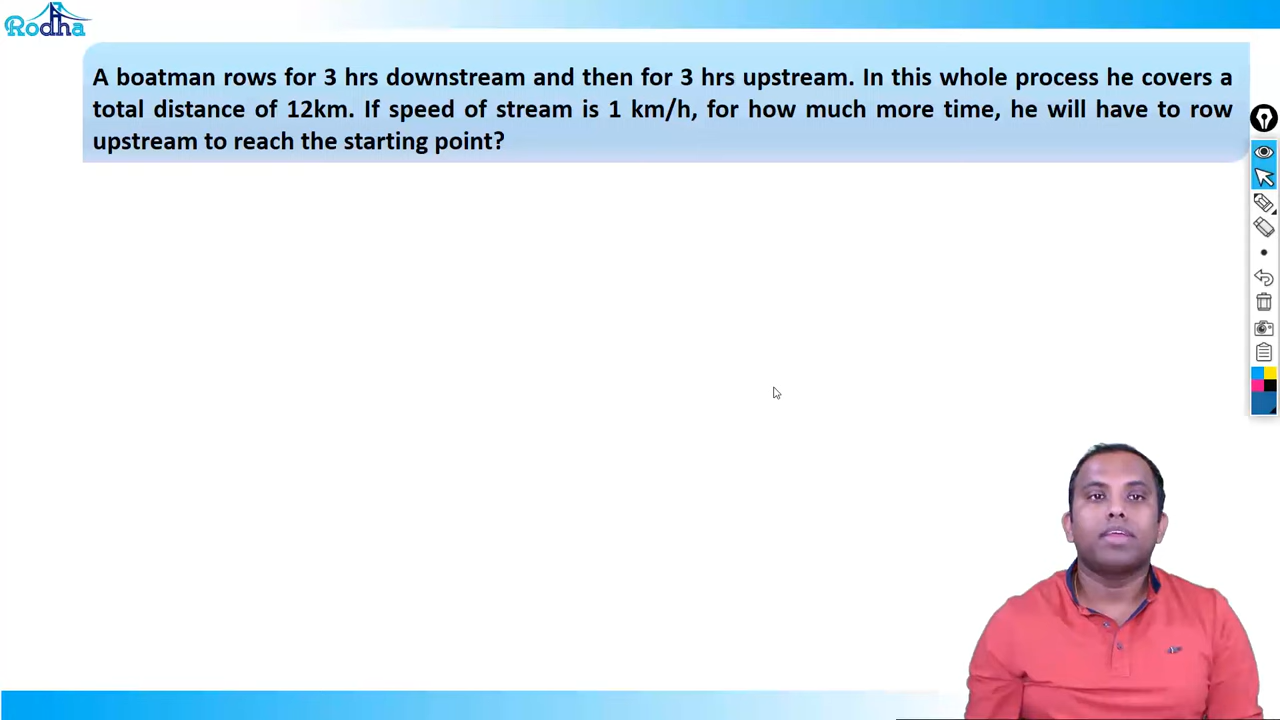 Rodha
A boatman rows for 3 hrs downstream and then for 3 hrs upstream. In this whole process he covers a
total distance of 12km. If speed of stream is 1 km/h, for how much more time, he will have to row
upstream to reach the starting point?